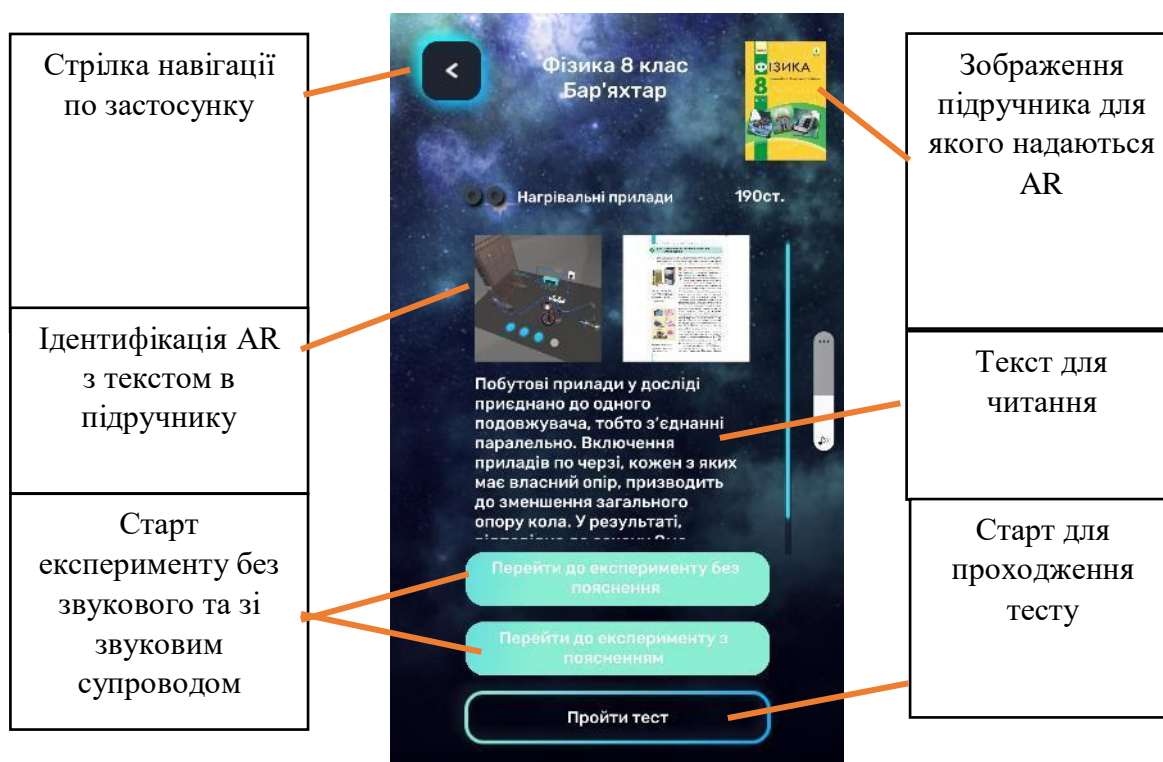 Стрілка навігації
по застосунку
Ідентифікація AR
з текстом в
підручнику
Старт
експерименту без
звукового та зі
звуковим
супроводом
Фізика 8 клас
Бар'яхтар
ФІЗИКА
8
Нагрівальні прилади
190ст.
Побутові прилади у досліді
приєднано до одного
подовжувача, тобто з’єднанні
паралельно. Включення
приладів по черзі, кожен з яких
має власний опір, призводить
до зменшення загального
опору кола. У результаті,
Перейти до експерименту без
пояснення
Перейти до експерименту з
поясненням
Пройти тест
Зображення
підручника для
якого надаються
AR
Текст для
читання
Старт для
проходження
тесту